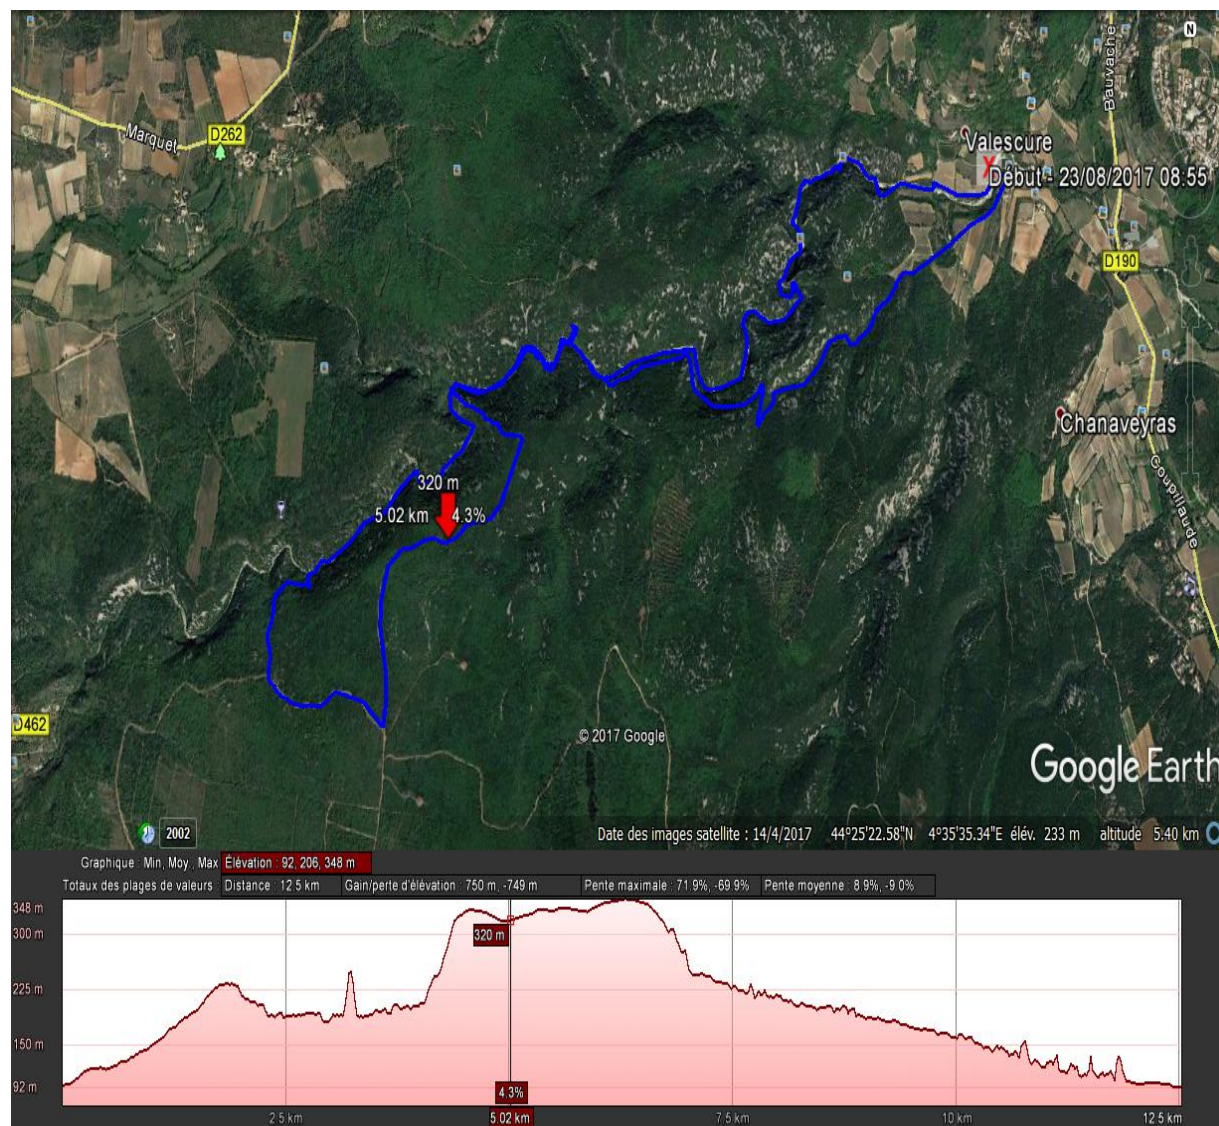 N
Bauvache
D262
Marquet
Valescure
X
Début - 23/08/2017 08:55
D190
Chanaveyras
320 m
5.02 km 4.3%
Coupillaude
D462
© 2017 Google
Google Earth
2002
Date des images satellite : 14/4/2017 44°25'22.58"N 4°35'35.34"E élév. 233 m altitude 5.40 km
Graphique : Min, Moy., Max Élévation : 92, 206, 348 m
Totaux des plages de valeurs Distance : 12.5 km Gain/perte d'élévation : 750 m, -749 m Pente maximale : 71.9%, -69.9% Pente moyenne : 8.9%, -9.0%
348 m
300 m
320 m
225 m
150 m
92 m
4.3%
2.5 km 5.02 km 7.5 km 10 km 12.5 km